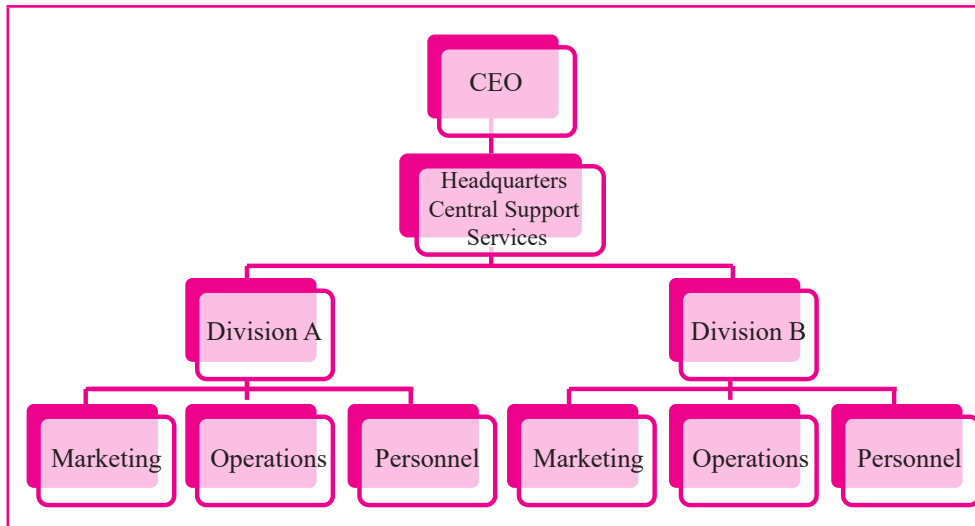 CEO
Headquarters
Central Support
Services
Division A
Division B
Marketing
Operations
Personnel
Marketing
Operations
Personnel